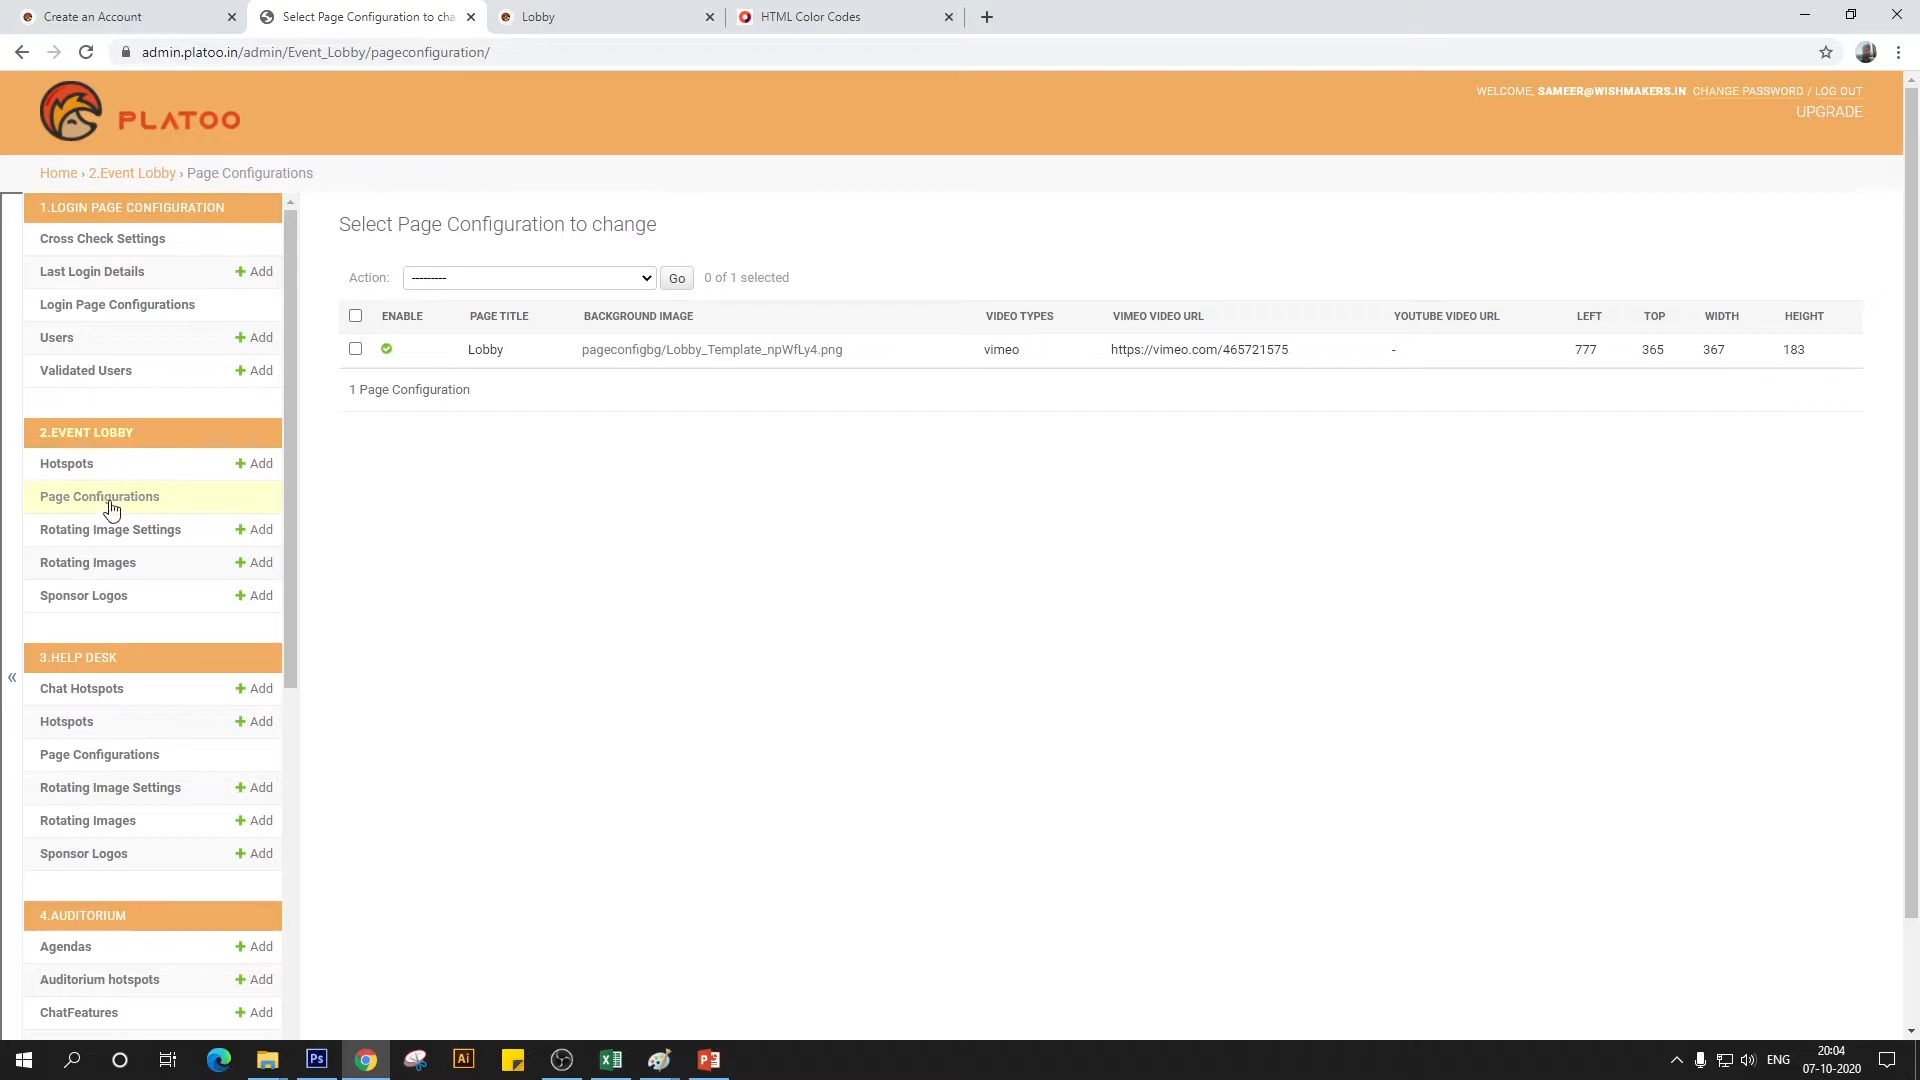 Create an Account
Select Page Configuration to cha
Lobby
HTML Color Codes
admin.platoo.in/admin/Event_Lobby/pageconfiguration/
PLATOO
WELCOME, SAMEER@WISHMAKERS.IN. CHANGE PASSWORD / LOG OUT
UPGRADE
Home › 2.Event Lobby › Page Configurations
1.LOGIN PAGE CONFIGURATION
Cross Check Settings
Last Login Details Add
Login Page Configurations
Users Add
Validated Users Add
2.EVENT LOBBY
Hotspots Add
Page Configurations
Rotating Image Settings Add
Rotating Images Add
Sponsor Logos Add
3.HELP DESK
Chat Hotspots Add
Hotspots Add
Page Configurations
Rotating Image Settings Add
Rotating Images Add
Sponsor Logos Add
4.AUDITORIUM
Agendas Add
Auditorium hotspots Add
ChatFeatures Add
«
Select Page Configuration to change
Action: --------- Go 0 of 1 selected
ENABLE PAGE TITLE BACKGROUND IMAGE VIDEO TYPES VIMEO VIDEO URL YOUTUBE VIDEO URL LEFT TOP WIDTH HEIGHT
Lobby pageconfigbg/Lobby_Template_npWfLy4.png vimeo https://vimeo.com/465721575 - 777 365 367 183
1 Page Configuration
Ps
Ai
ENG
20:04
07-10-2020